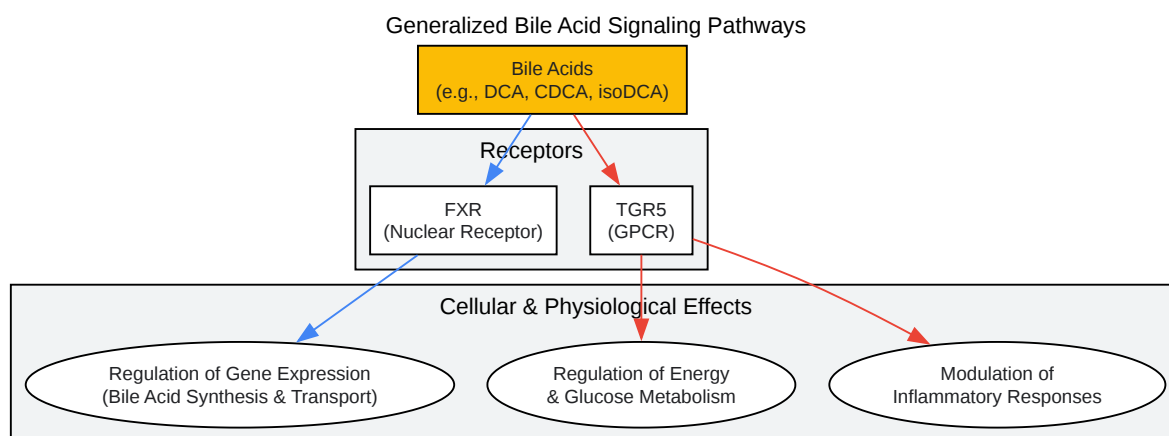 Generalized Bile Acid Signaling Pathways
Bile Acids
(e.g., DCA, CDCA, isoDCA)
Receptors
FXR
(Nuclear Receptor)
TGR5
(GPCR)
Cellular & Physiological Effects
Regulation of Gene Expression
(Bile Acid Synthesis & Transport)
Regulation of Energy
& Glucose Metabolism
Modulation of
Inflammatory Responses